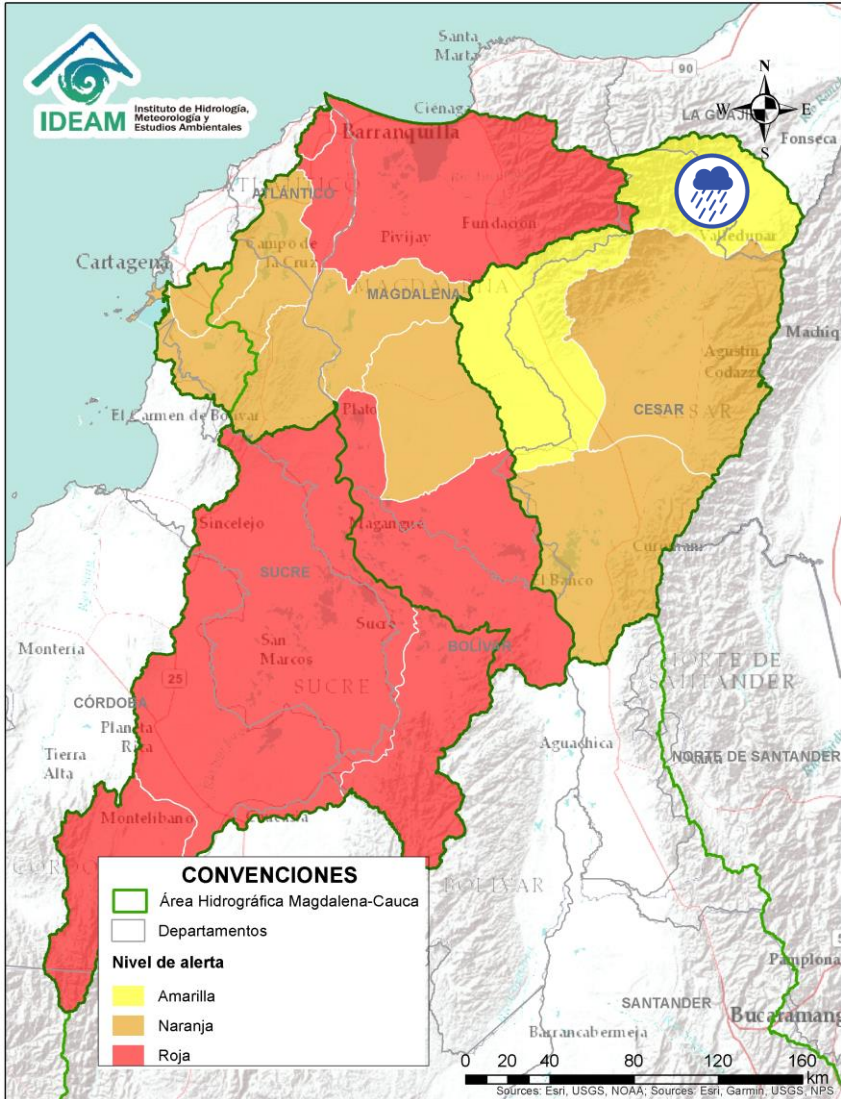 IDEAM
Instituto de Hidrología,
Meteorología y
Estudios Ambientales
Santa
Marta
90
N
W
E
S
Ciénaga
LA GUAJIR
Fonseca
Barranquilla
ATLÁNTICO
Valledupar
Fundación
Pivijay
Campo de
la Cruz
Cartagena
MAGDALENA
Machiq
Agustín
Codazzi
CESAR
El Carmen de Bolívar
Plato
Sincelejo
Magangué
SUCRE
El Banco
Sucre
San
Marcos
BOLÍVAR
SUCRE
Montería
NORTE DE
SANTANDER
25
CÓRDOBA
Planeta
Rica
Aguachica
Tierra
Alta
NORTE DE SANTANDER
Montelíbano
BOLÍVAR
CONVENCIONES
Área Hidrográfica Magdalena-Cauca
Departamentos
Nivel de alerta
Amarilla
Naranja
Roja
Pamplona
SANTANDER
Bucaramang
Barrancabermeja
0 20 40 80 120 160
km
Sources: Esri, USGS, NOAA; Sources: Esri, Garmin, USGS, NPS